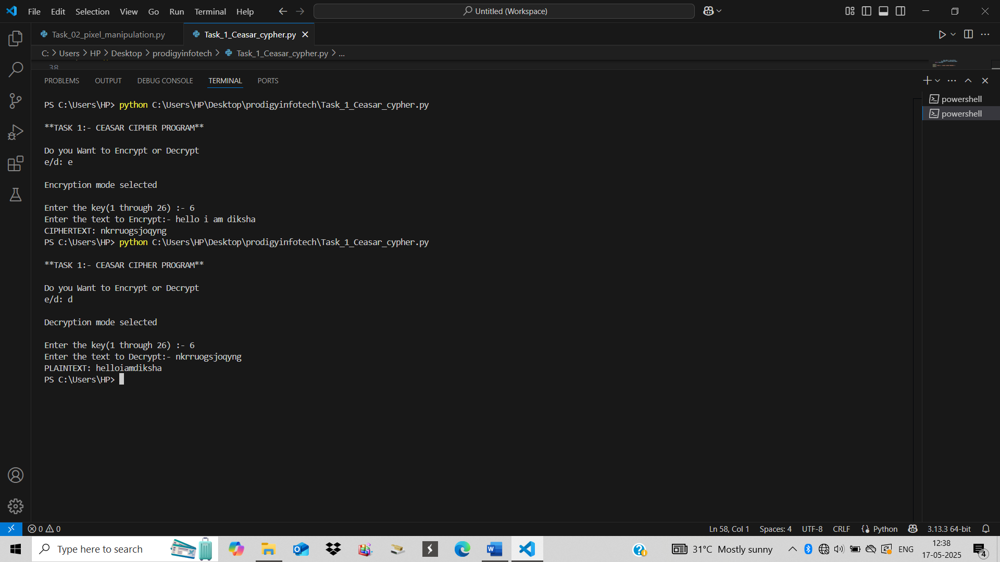 File Edit Selection View Go Run Terminal Help
Untitled (Workspace)
Task_02_pixel_manipulation.py
Task_1_Ceasar_cypher.py
C: > Users > HP > Desktop > prodigyinfotech > Task_1_Ceasar_cypher.py > ...
38
PROBLEMS OUTPUT DEBUG CONSOLE TERMINAL PORTS
powershell
powershell
PS C:\Users\HP> python C:\Users\HP\Desktop\prodigyinfotech\Task_1_Ceasar_cypher.py
**TASK 1:- CEASAR CIPHER PROGRAM**
Do you Want to Encrypt or Decrypt
e/d: e
Encryption mode selected
Enter the key(1 through 26) :- 6
Enter the text to Encrypt:- hello i am diksha
CIPHERTEXT: nkrruogsjoqyng
PS C:\Users\HP> python C:\Users\HP\Desktop\prodigyinfotech\Task_1_Ceasar_cypher.py
**TASK 1:- CEASAR CIPHER PROGRAM**
Do you Want to Encrypt or Decrypt
e/d: d
Decryption mode selected
Enter the key(1 through 26) :- 6
Enter the text to Decrypt:- nkrruogsjoqyng
PLAINTEXT: helloiamdiksha
PS C:\Users\HP>
0 0
Ln 58, Col 1 Spaces: 4 UTF-8 CRLF {} Python 3.13.3 64-bit
Type here to search
31°C Mostly sunny
ENG
12:38
17-05-2025
4